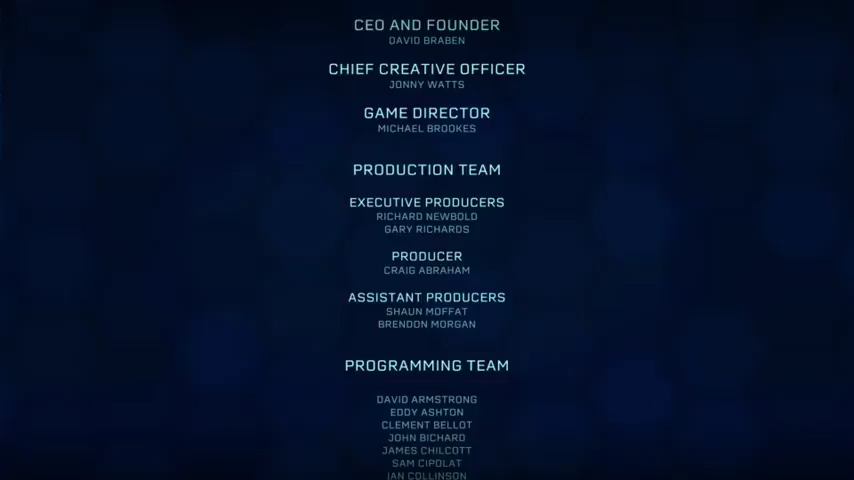 CEO AND FOUNDER
DAVID BRABEN
CHIEF CREATIVE OFFICER
JONNY WATTS
GAME DIRECTOR
MICHAEL BROOKES
PRODUCTION TEAM
EXECUTIVE PRODUCERS
RICHARD NEWBOLD
GARY RICHARDS
PRODUCER
CRAIG ABRAHAM
ASSISTANT PRODUCERS
SHAUN MOFFAT
BRENDON MORGAN
PROGRAMMING TEAM
DAVID ARMSTRONG
EDDY ASHTON
CLEMENT BELLOT
JOHN BICHARD
JAMES CHILCOTT
SAM CIPOLAT
IAN COLLINSON